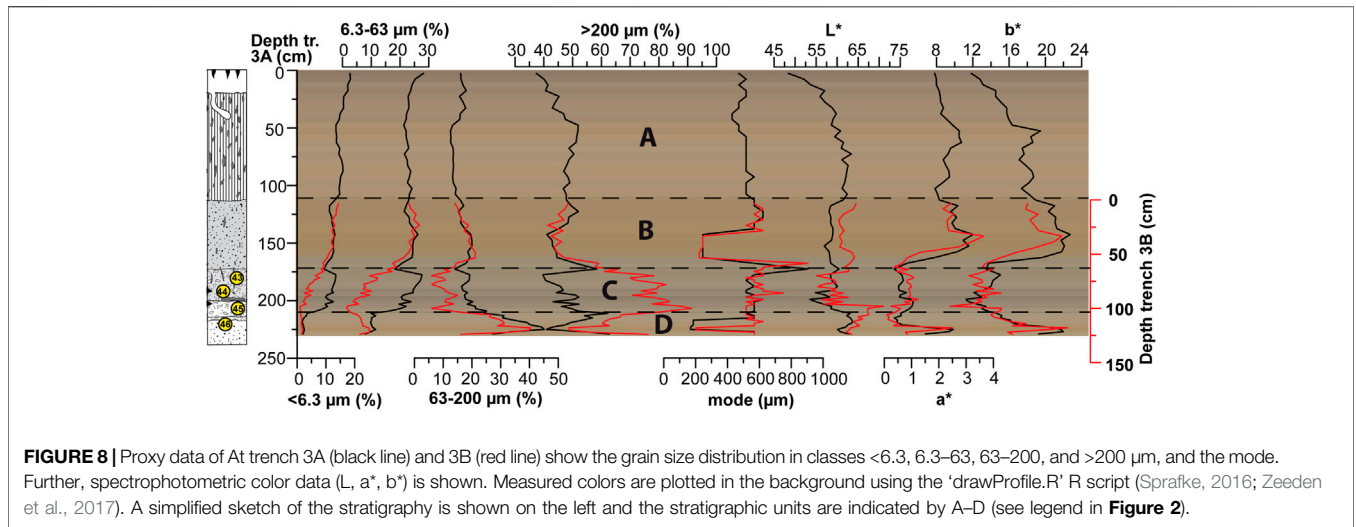 6.3-63 µm (%)
>200 µm (%)
L*
b*
Depth tr.
3A (cm)
0 10 20 30
30 40 50 60 70 80 90 100
45 55 65 75
8 12 16 20 24
0
50
100
150
200
250
A
B
C
D
43
44
45
46
0
50
100
150
Depth trench 3B (cm)
0 10 20
<6.3 µm (%)
0 10 20 30 40 50
63-200 µm (%)
0 200 400 600 800 1000
mode (µm)
0 1 2 3 4
a*
FIGURE 8 | Proxy data of At trench 3A (black line) and 3B (red line) show the grain size distribution in classes <6.3, 6.3–63, 63–200, and >200 µm, and the mode.
Further, spectrophotometric color data (L, a*, b*) is shown. Measured colors are plotted in the background using the ‘drawProfile.R’ R script (Sprafke, 2016; Zeeden
et al., 2017). A simplified sketch of the stratigraphy is shown on the left and the stratigraphic units are indicated by A–D (see legend in Figure 2).